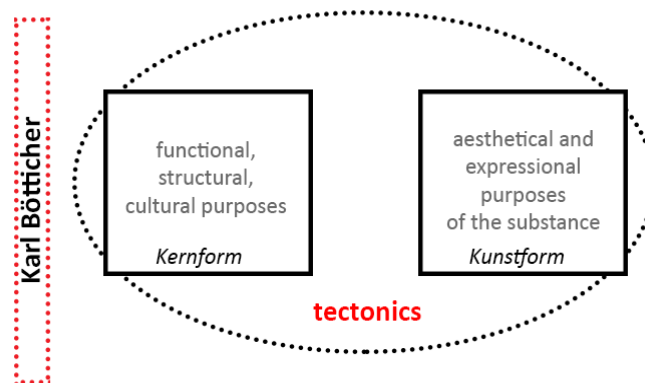 Karl Bötticher
functional,
structural,
cultural purposes
Kernform
aesthetical and
expressional
purposes
of the substance
Kunstform
tectonics